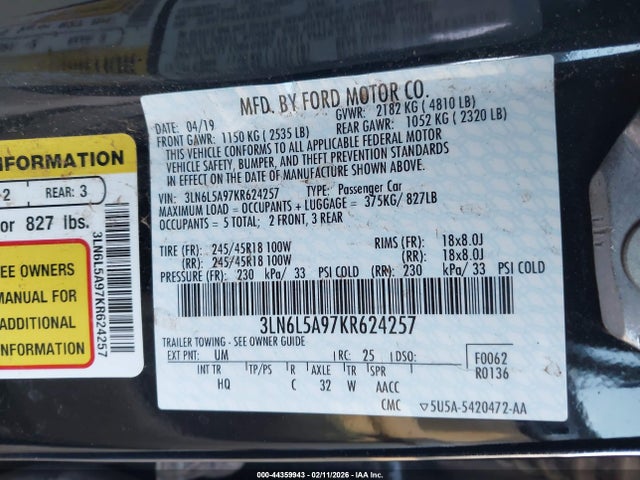 MFD. BY FORD MOTOR CO.
DATE: 04/19 GVWR: 2182 KG ( 4810 LB)
FRONT GAWR: 1150 KG ( 2535 LB) REAR GAWR: 1052 KG ( 2320 LB)
THIS VEHICLE CONFORMS TO ALL APPLICABLE FEDERAL MOTOR
VEHICLE SAFETY, BUMPER, AND THEFT PREVENTION STANDARDS
IN EFFECT ON THE DATE OF MANUFACTURE SHOWN ABOVE.
VIN: 3LN6L5A97KR624257 TYPE: Passenger Car
MAXIMUM LOAD = OCCUPANTS + LUGGAGE = 375KG/ 827LB
OCCUPANTS = 5 TOTAL; 2 FRONT, 3 REAR
TIRE (FR): 245/45R18 100W RIMS (FR): 18x8.0J
(RR): 245/45R18 100W (RR): 18x8.0J
PRESSURE (FR): 230 kPa/ 33 PSI COLD (RR): 230 kPa/ 33 PSI COLD
3LN6L5A97KR624257
TRAILER TOWING - SEE OWNER GUIDE
EXT PNT: UM RC: 25 DSO: F0062
R0136
INT TR TP/PS R AXLE TR SPR
HQ C 32 W AACC
CMC 5U5A-5420472-AA
INFORMATION
2 REAR: 3
or 827 lbs.
SEE OWNERS
MANUAL FOR
ADDITIONAL
INFORMATION
3LN6L5A97KR624257
000-44359943 - 02/11/2026 - IAA Inc.